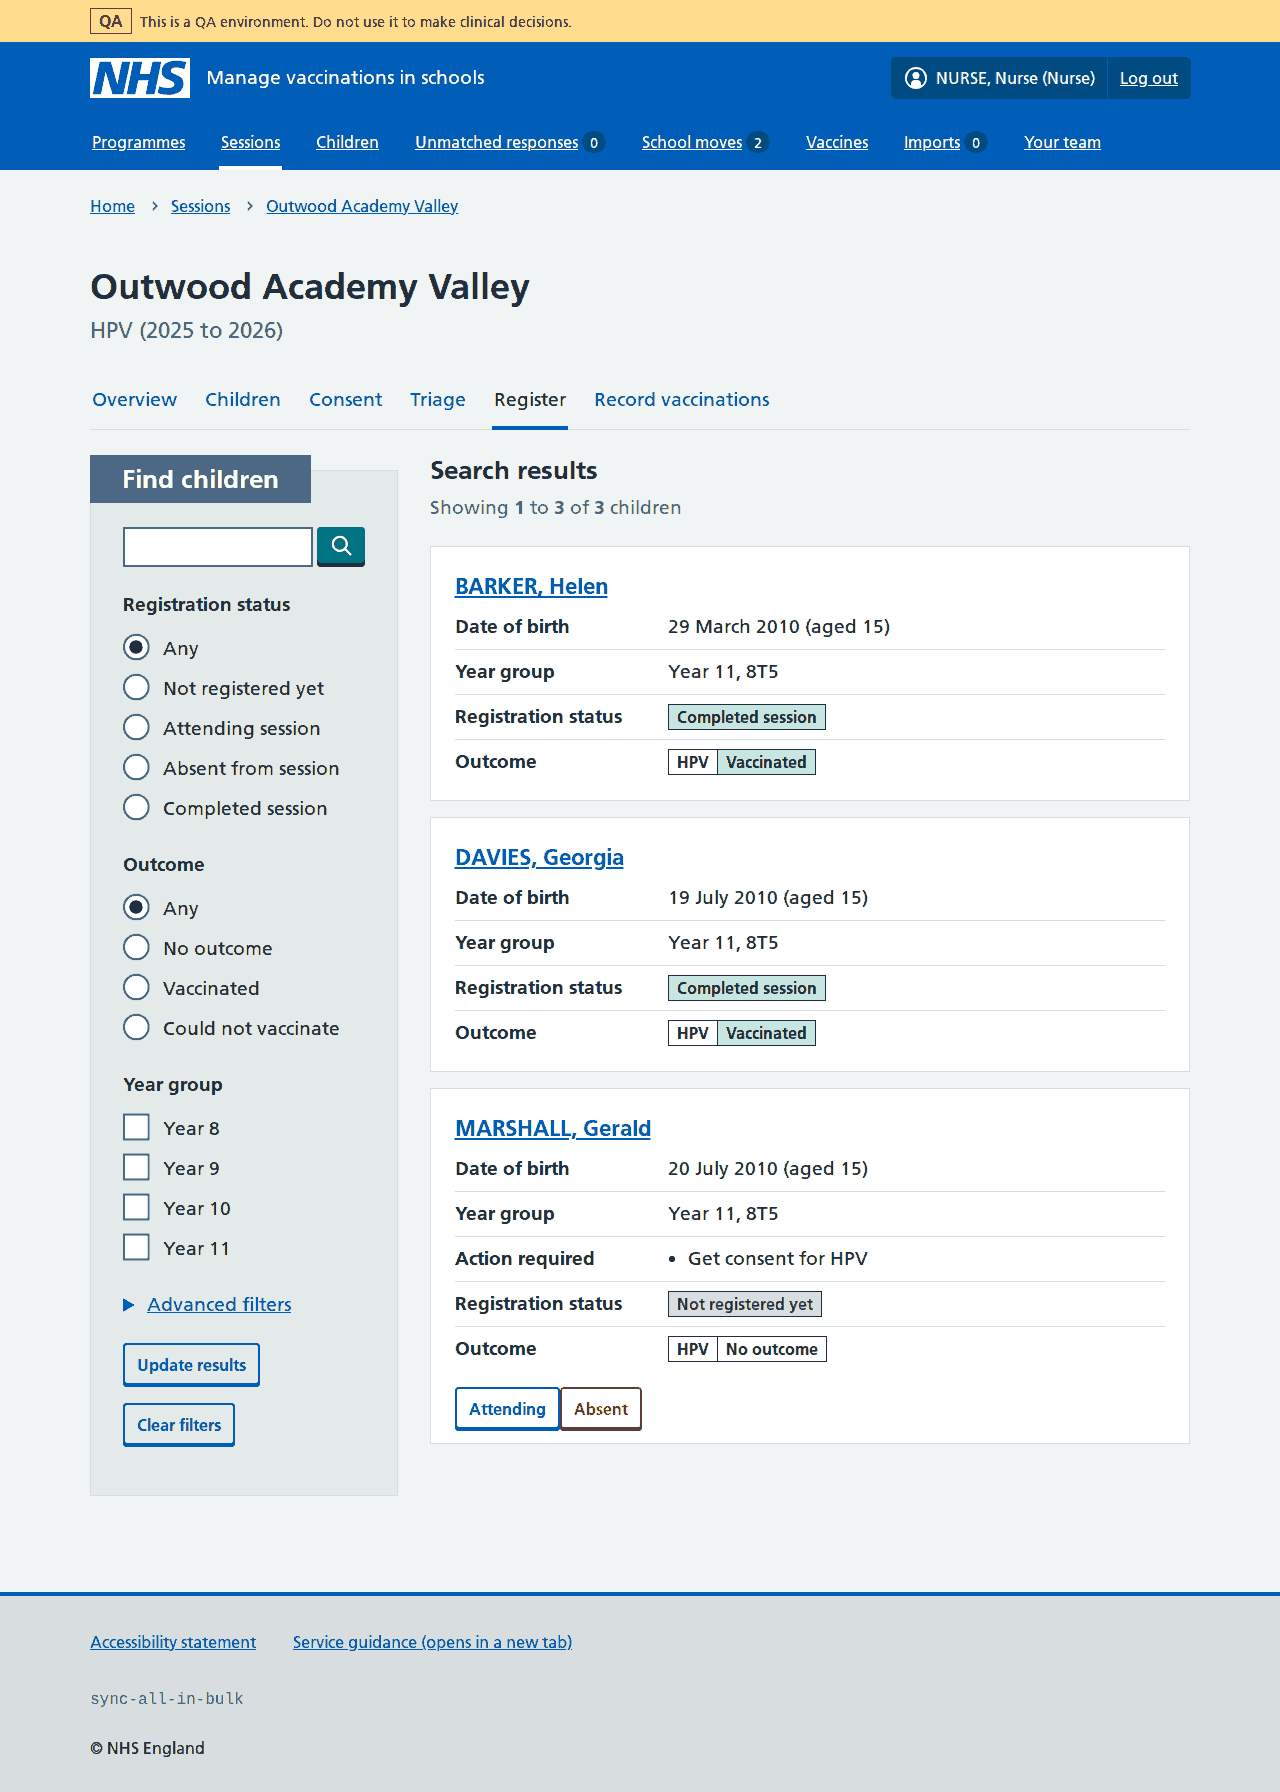 QA This is a QA environment. Do not use it to make clinical decisions.
NHS Manage vaccinations in schools NURSE, Nurse (Nurse) Log out
Programmes Sessions Children Unmatched responses 0 School moves 2 Vaccines Imports 0 Your team
Home Sessions Outwood Academy Valley
Outwood Academy Valley
HPV (2025 to 2026)
Overview Children Consent Triage Register Record vaccinations
Find children
Registration status
Any
Not registered yet
Attending session
Absent from session
Completed session
Outcome
Any
No outcome
Vaccinated
Could not vaccinate
Year group
Year 8
Year 9
Year 10
Year 11
Advanced filters
Update results
Clear filters
Search results
Showing 1 to 3 of 3 children
BARKER, Helen
Date of birth 29 March 2010 (aged 15)
Year group Year 11, 8T5
Registration status Completed session
Outcome HPV Vaccinated
DAVIES, Georgia
Date of birth 19 July 2010 (aged 15)
Year group Year 11, 8T5
Registration status Completed session
Outcome HPV Vaccinated
MARSHALL, Gerald
Date of birth 20 July 2010 (aged 15)
Year group Year 11, 8T5
Action required • Get consent for HPV
Registration status Not registered yet
Outcome HPV No outcome
Attending Absent
Accessibility statement Service guidance (opens in a new tab)
sync-all-in-bulk
© NHS England